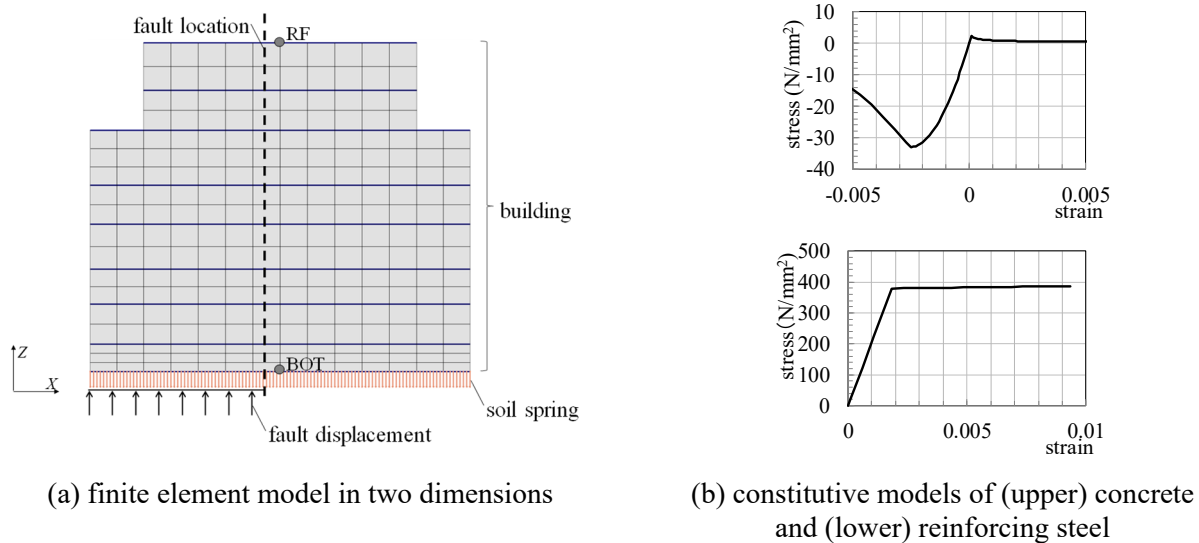 fault location
RF
building
Z
X
BOT
soil spring
fault displacement
(a) finite element model in two dimensions
10
0
-10
-20
-30
-40
stress (N/mm²)
-0.005
0
0.005
strain
500
400
300
200
100
0
stress (N/mm²)
0
0.005
0.01
strain
(b) constitutive models of (upper) concrete
and (lower) reinforcing steel